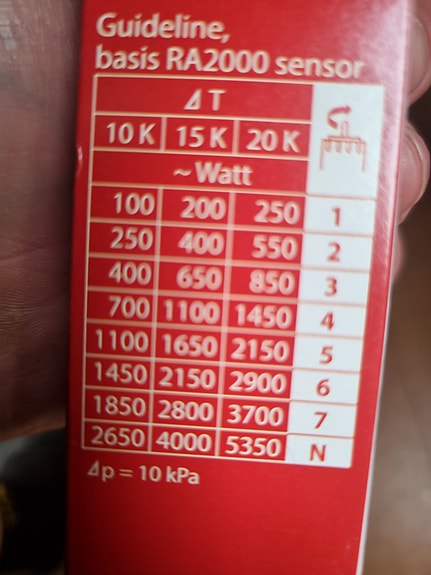 Guideline,
basis RA2000 sensor
⊿ T
10 K 15 K 20 K
~ Watt
100 200 250 1
250 400 550 2
400 650 850 3
700 1100 1450 4
1100 1650 2150 5
1450 2150 2900 6
1850 2800 3700 7
2650 4000 5350 N
⊿p = 10 kPa